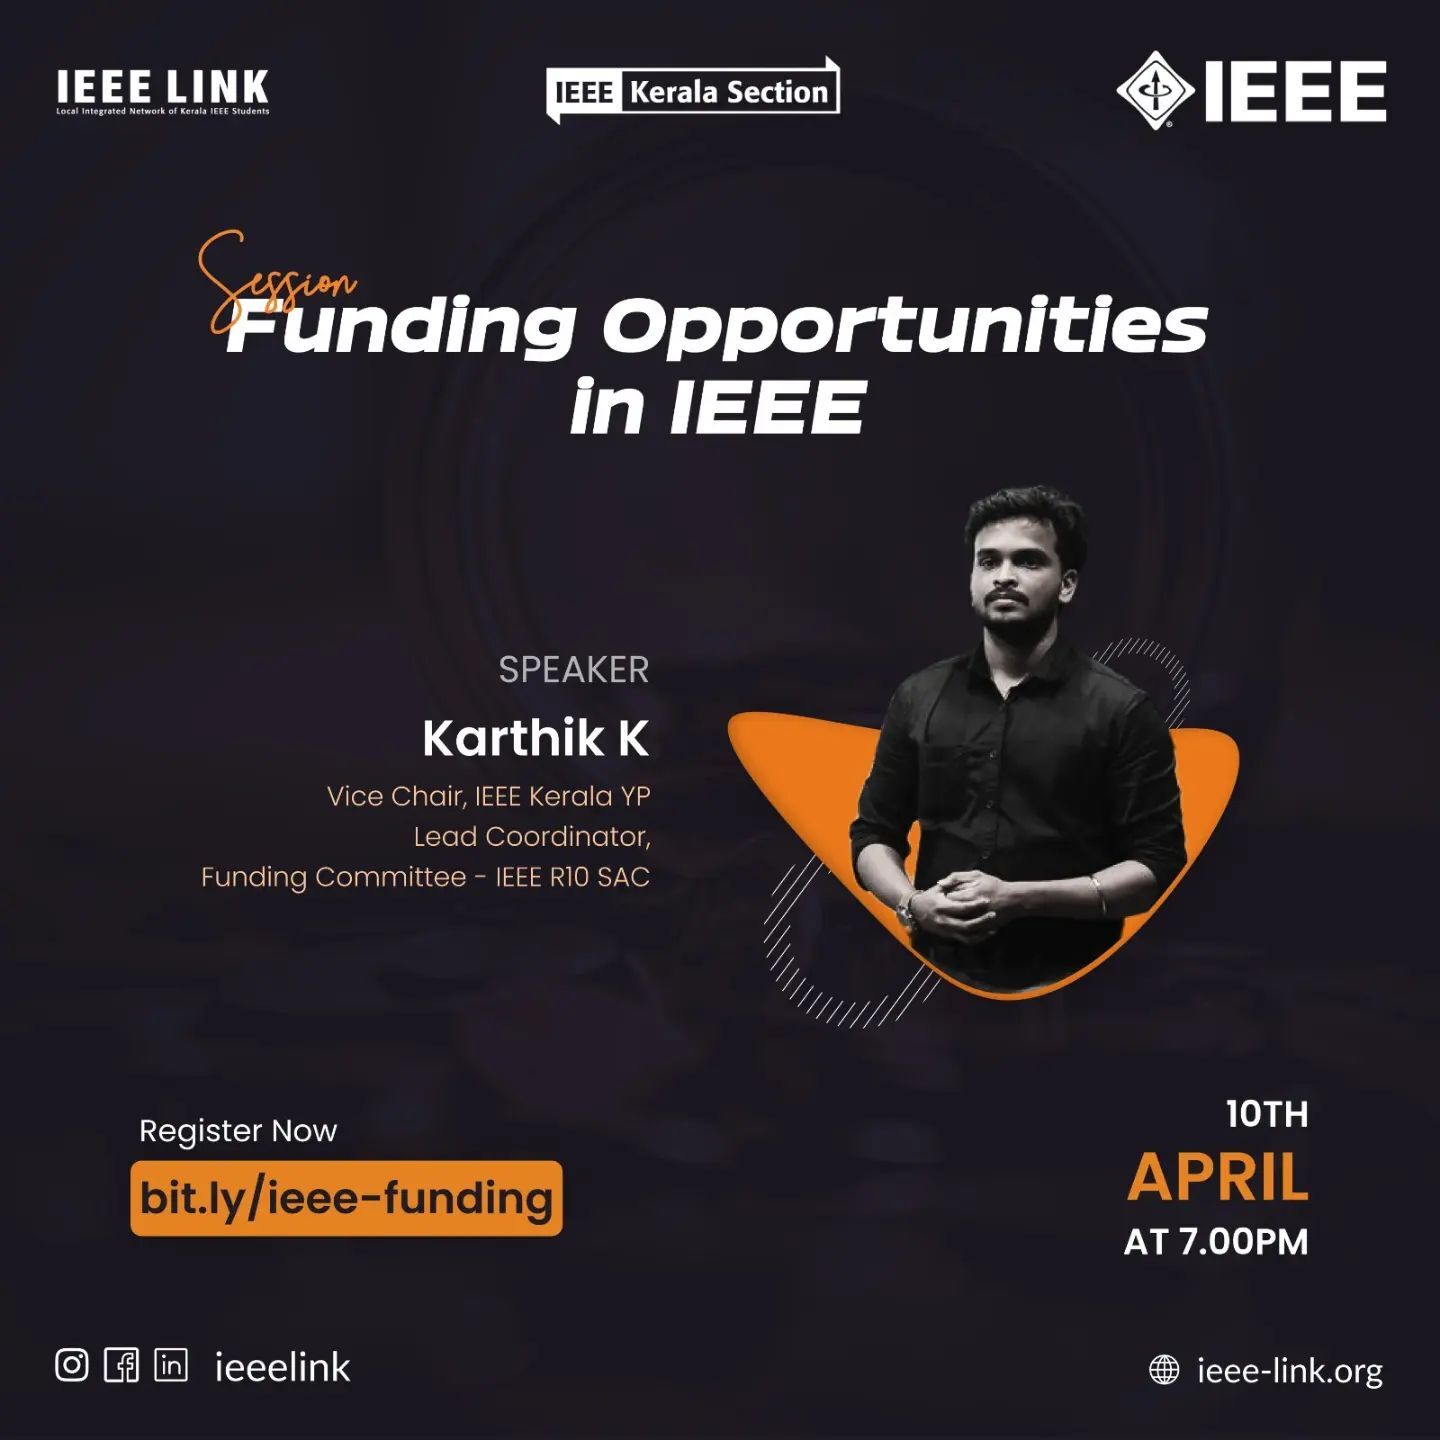 IEEE LINK
Local Integrated Network of Kerala IEEE Students
IEEE Kerala Section
IEEE
Session
Funding Opportunities
in IEEE
SPEAKER
Karthik K
Vice Chair, IEEE Kerala YP
Lead Coordinator,
Funding Committee - IEEE R10 SAC
Register Now
bit.ly/ieee-funding
10TH
APRIL
AT 7.00PM
ieeelink
ieee-link.org